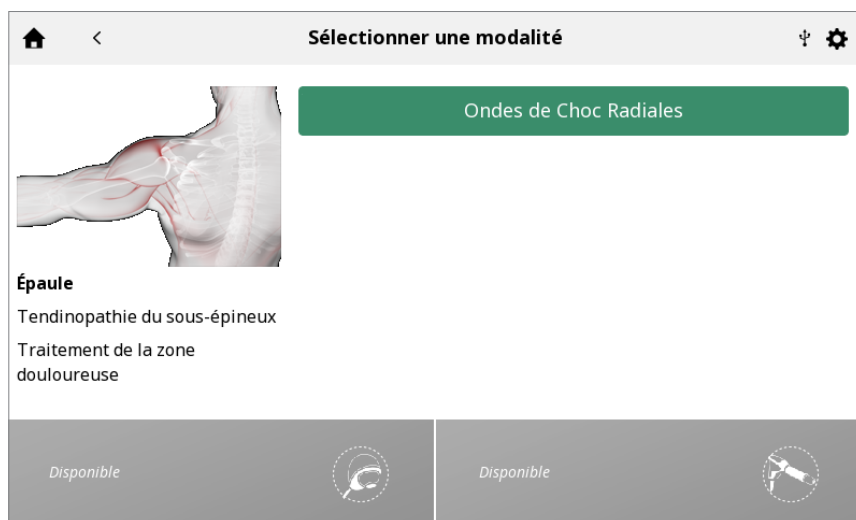 Sélectionner une modalité
Ondes de Choc Radiales
Épaule
Tendinopathie du sous-épineux
Traitement de la zone
douloureuse
Disponible
Disponible